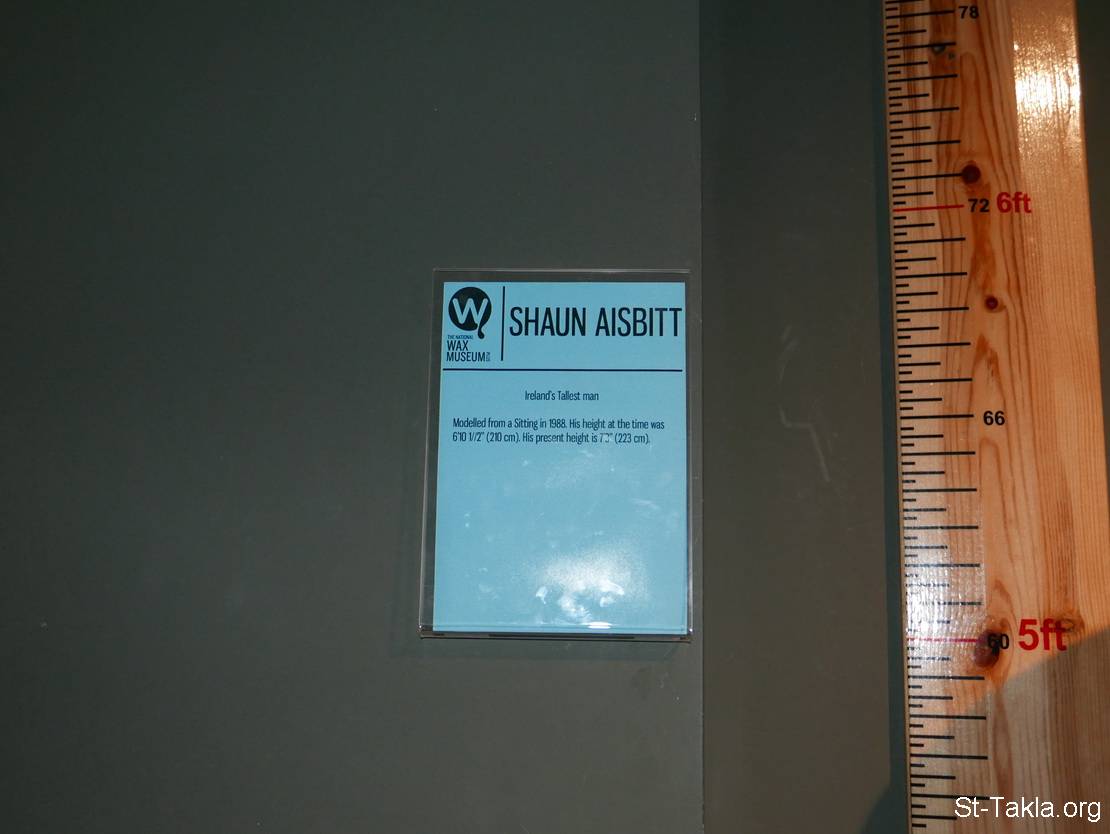 W
THE NATIONAL
WAX
MUSEUM
SHAUN AISBITT
Ireland's Tallest man
Modelled from a Sitting in 1988. His height at the time was
6'10 1/2" (210 cm). His present height is (223 cm).
78
72 6ft
66
60 5ft
St-Takla.org